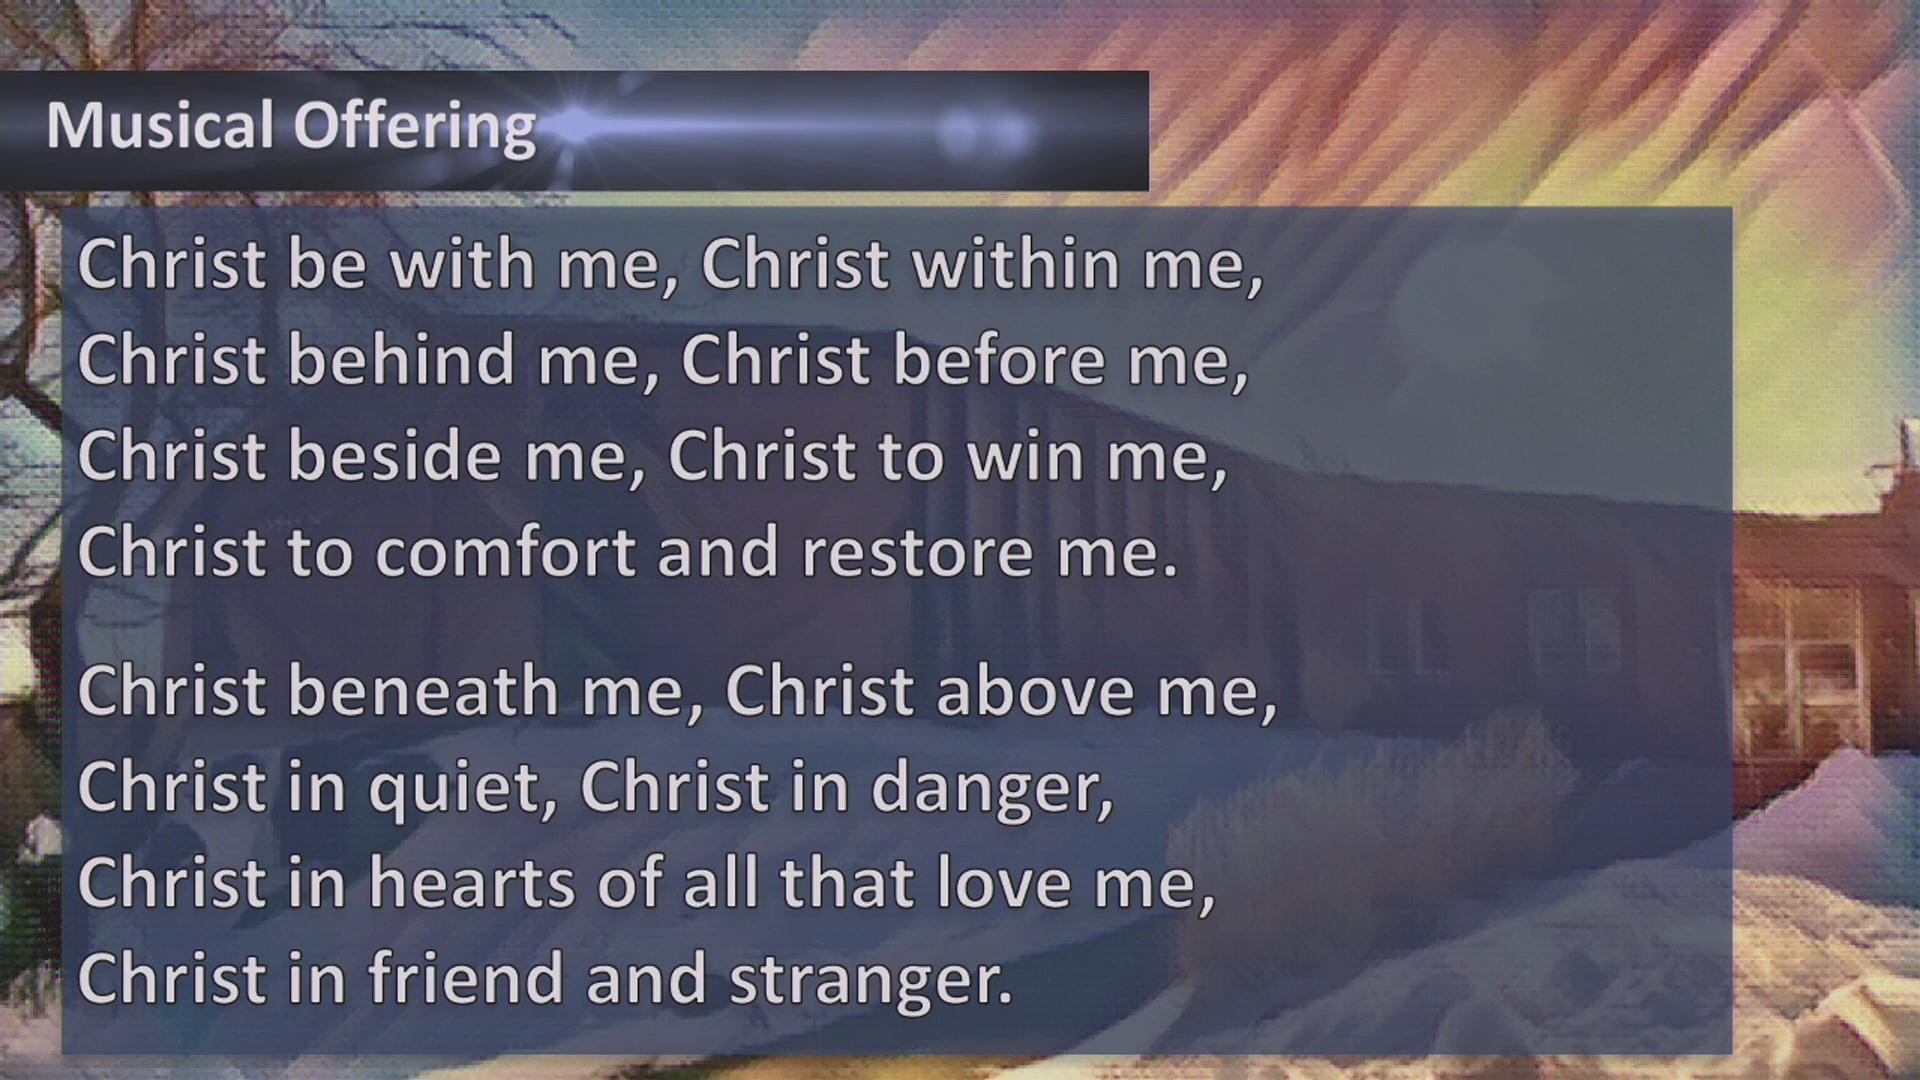 Musical Offering
Christ be with me, Christ within me,
Christ behind me, Christ before me,
Christ beside me, Christ to win me,
Christ to comfort and restore me.
Christ beneath me, Christ above me,
Christ in quiet, Christ in danger,
Christ in hearts of all that love me,
Christ in friend and stranger.